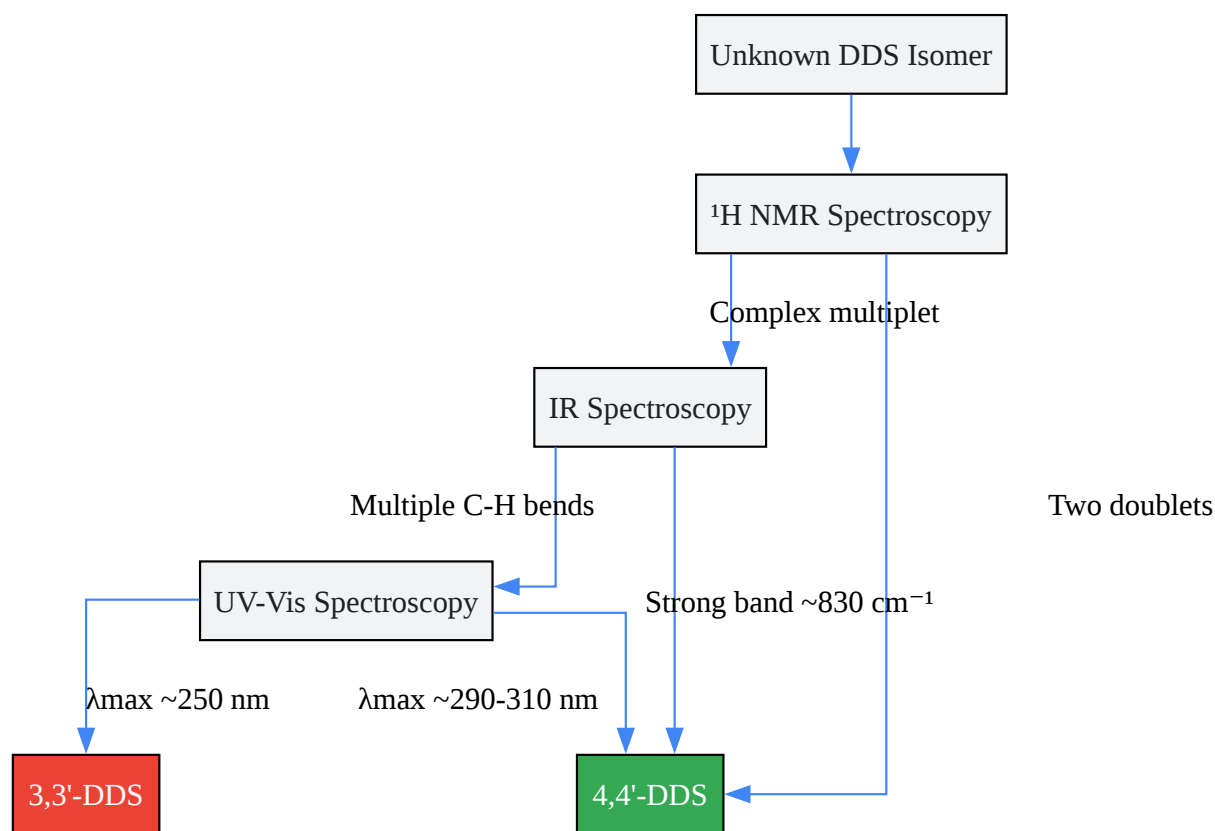 Unknown DDS Isomer
¹H NMR Spectroscopy
Complex multiplet
IR Spectroscopy
Multiple C-H bends
Two doublets
UV-Vis Spectroscopy
Strong band ~830 cm⁻¹
λmax ~250 nm
λmax ~290-310 nm
3,3'-DDS
4,4'-DDS